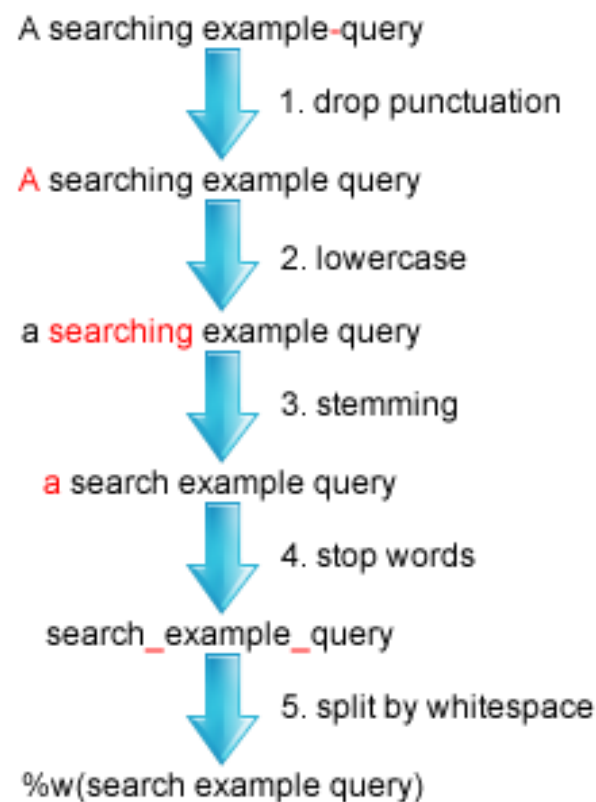 A searching example-query
1. drop punctuation
A searching example query
2. lowercase
a searching example query
3. stemming
a search example query
4. stop words
search_example_query
5. split by whitespace
%w(search example query)